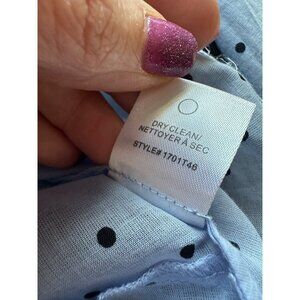 DRY CLEAN/
NETTOYER À SEC
STYLE# 1701T46